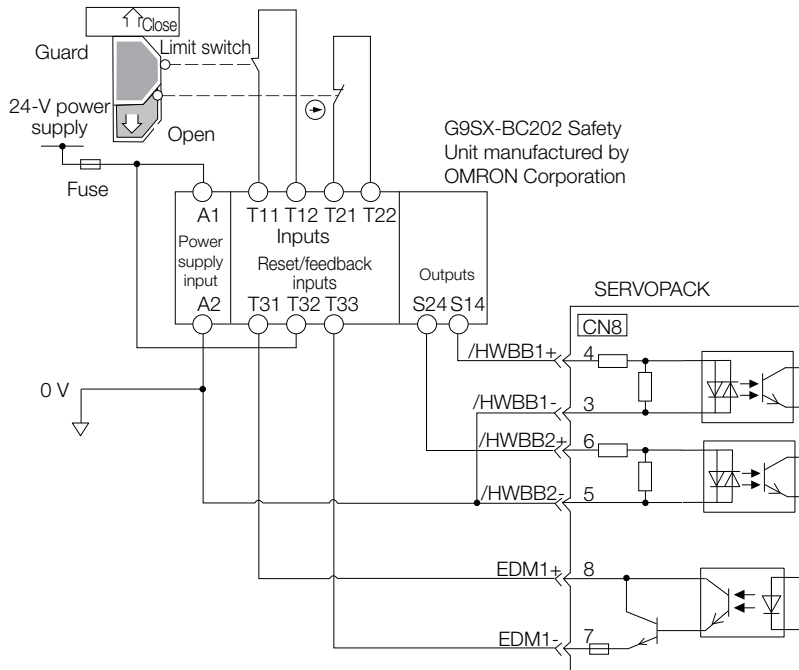 Close
Guard
Limit switch
24-V power
supply
Open
Fuse
G9SX-BC202 Safety
Unit manufactured by
OMRON Corporation
A1
T11
T12
T21
T22
Inputs
Power
supply
input
Reset/feedback
inputs
Outputs
A2
T31
T32
T33
S24
S14
SERVOPACK
CN8
/HWBB1+
4
0 V
/HWBB1-
3
/HWBB2+
6
/HWBB2-
5
EDM1+
8
EDM1-
7